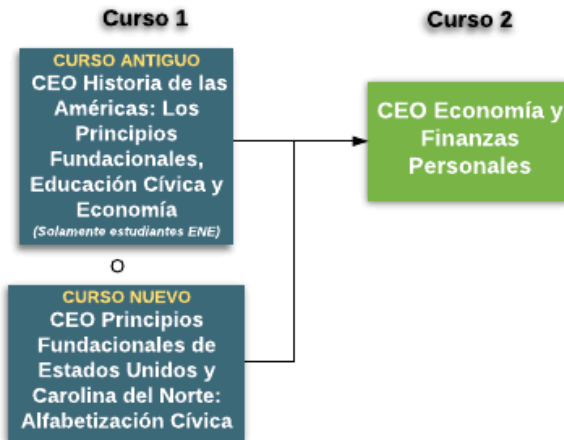 Curso 1
CURSO ANTIGUO
CEO Historia de las
Américas: Los
Principios
Fundacionales,
Educación Cívica y
Economía
(Solamente estudiantes ENE)
O
CURSO NUEVO
CEO Principios
Fundacionales de
Estados Unidos y
Carolina del Norte:
Alfabetización Cívica
Curso 2
CEO Economía y
Finanzas
Personales